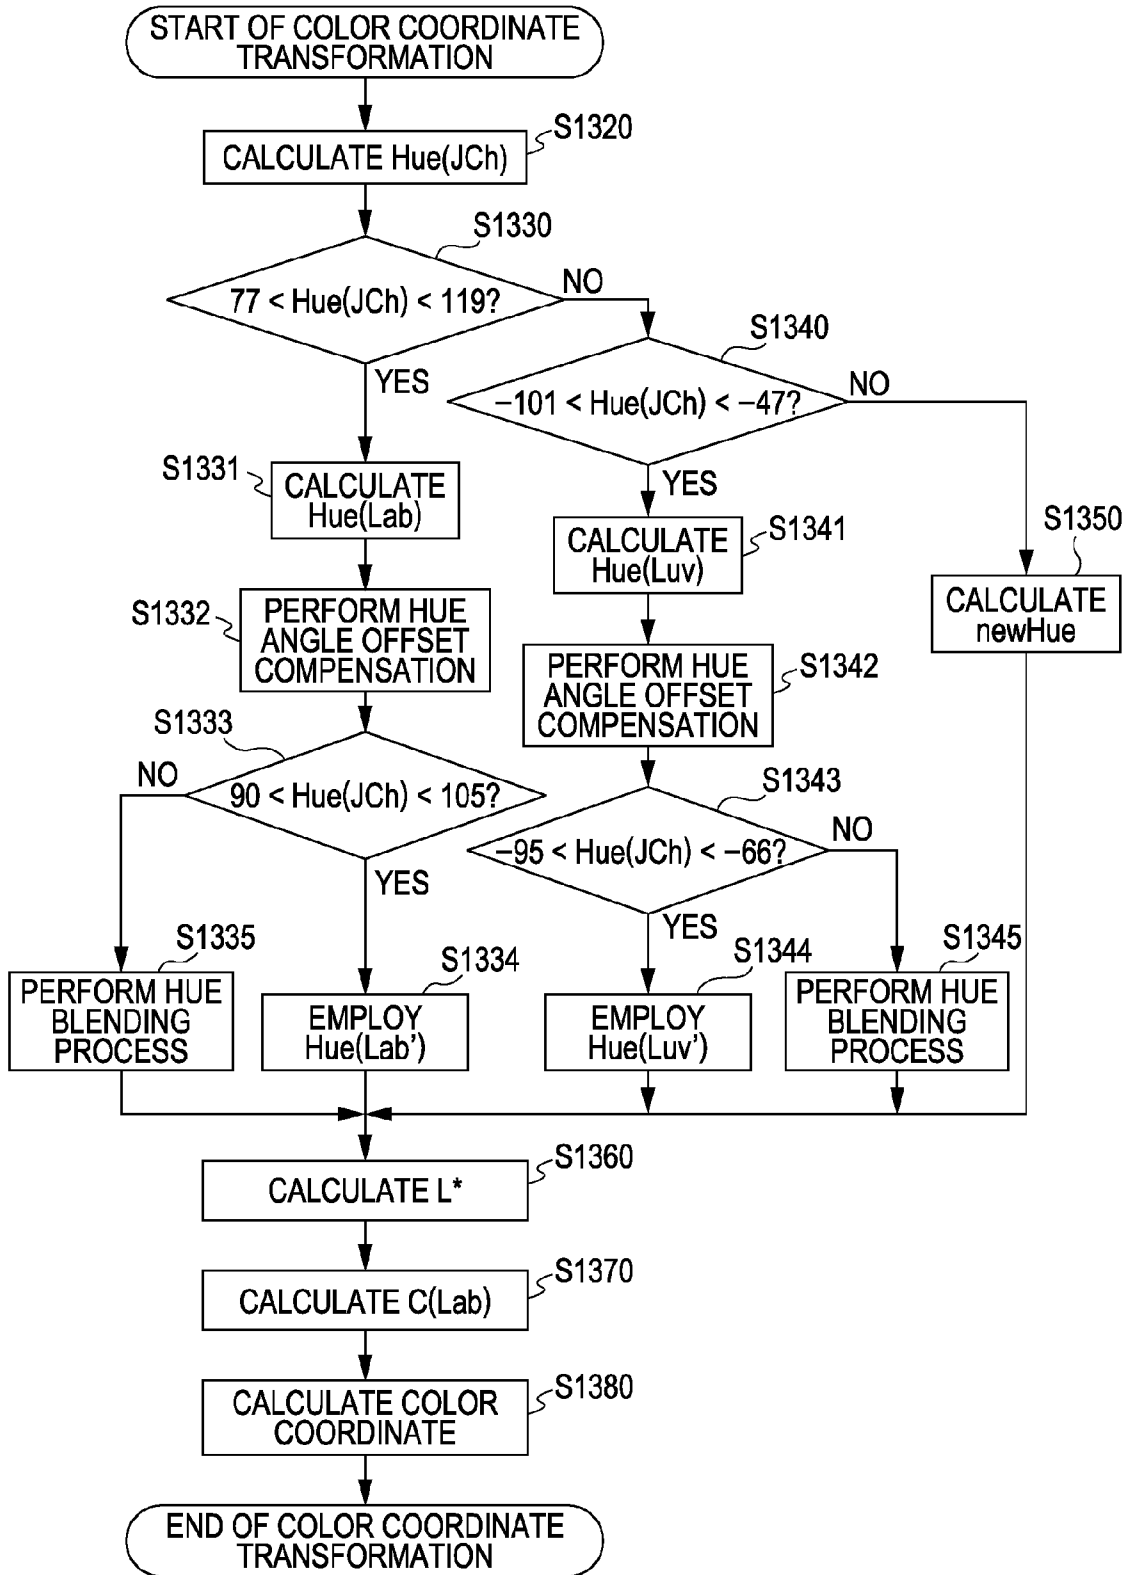 START OF COLOR COORDINATE
TRANSFORMATION
S1320
CALCULATE Hue(JCh)
S1330
77 < Hue(JCh) < 119?
NO
YES
S1340
–101 < Hue(JCh) < –47?
NO
YES
S1331
CALCULATE
Hue(Lab)
S1341
CALCULATE
Hue(Luv)
S1350
CALCULATE
newHue
S1332
PERFORM HUE
ANGLE OFFSET
COMPENSATION
S1342
PERFORM HUE
ANGLE OFFSET
COMPENSATION
S1333
90 < Hue(JCh) < 105?
NO
YES
S1343
–95 < Hue(JCh) < –66?
NO
YES
S1335
PERFORM HUE
BLENDING
PROCESS
S1334
EMPLOY
Hue(Lab’)
S1344
EMPLOY
Hue(Luv’)
S1345
PERFORM HUE
BLENDING
PROCESS
S1360
CALCULATE L*
S1370
CALCULATE C(Lab)
S1380
CALCULATE COLOR
COORDINATE
END OF COLOR COORDINATE
TRANSFORMATION